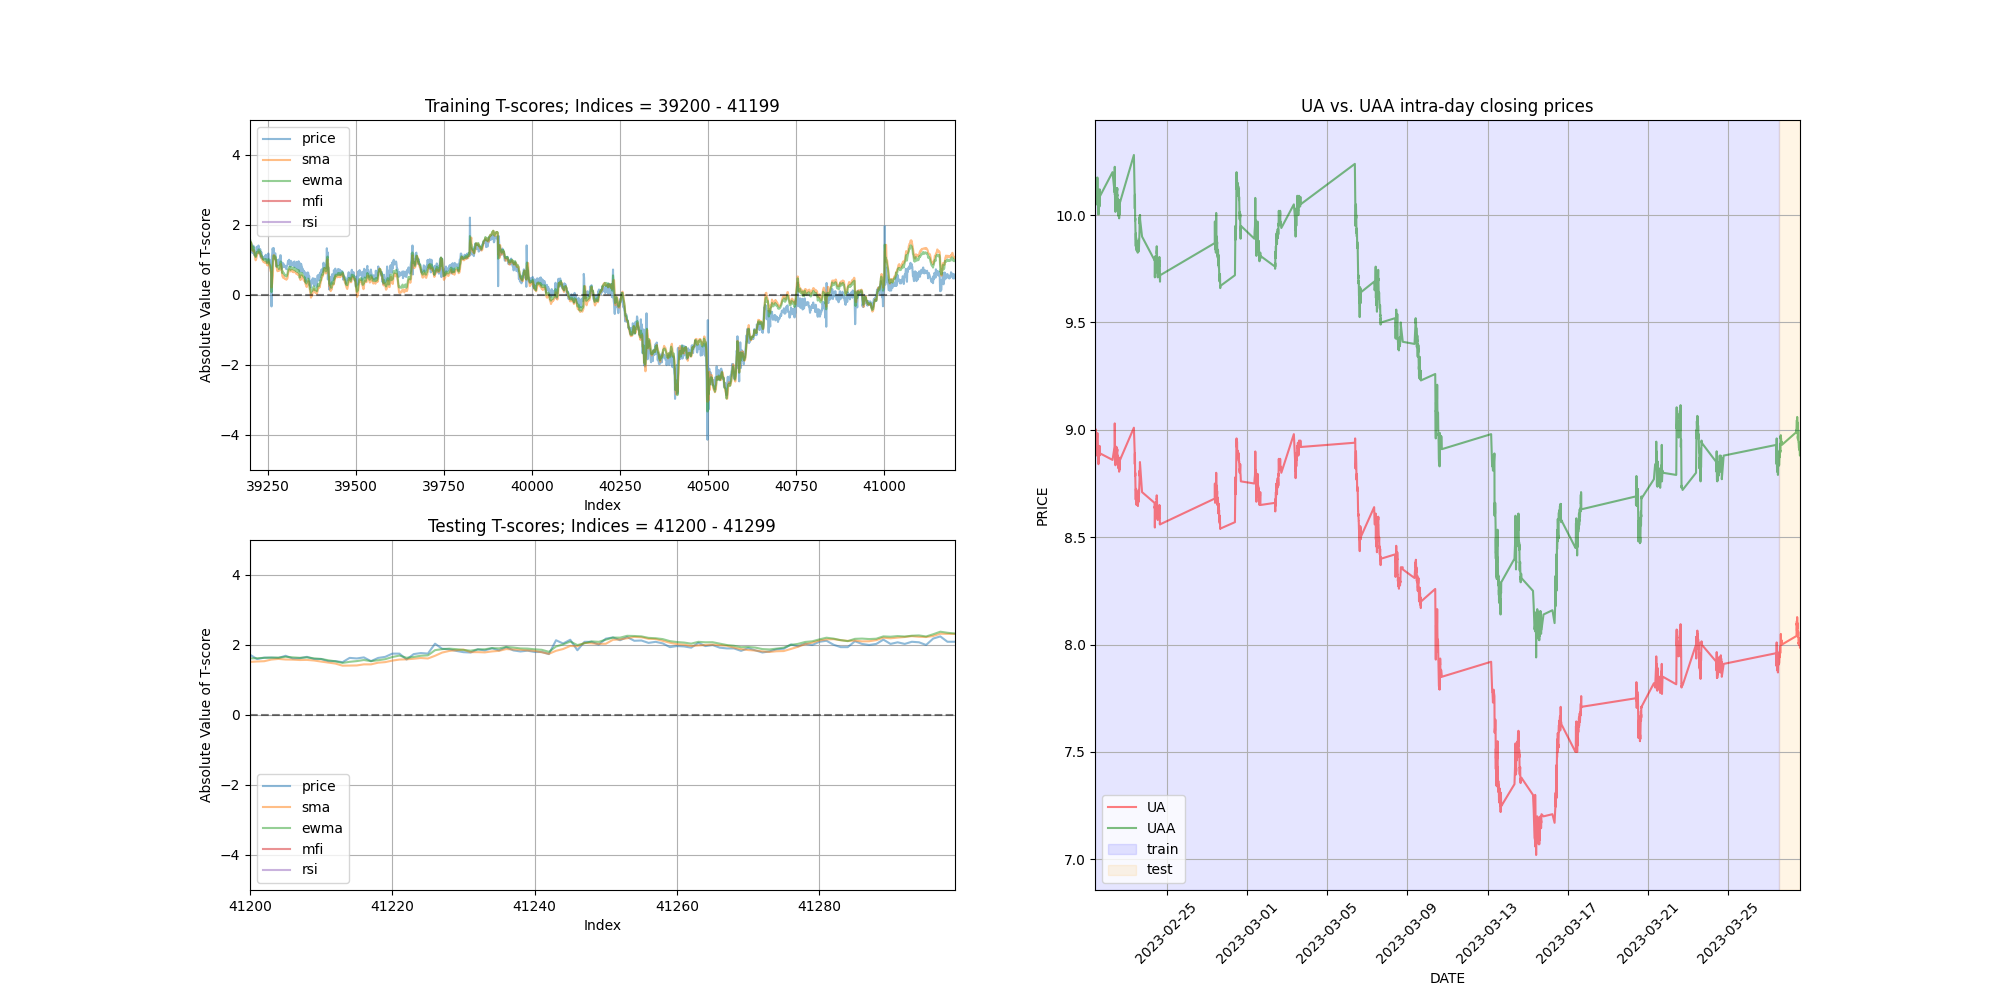 Training T-scores; Indices = 39200 - 41199
price
sma
ewma
mfi
rsi
4
2
0
−2
−4
Absolute Value of T-score
39250 39500 39750 40000 40250 40500 40750 41000
Index
Testing T-scores; Indices = 41200 - 41299
4
2
0
−2
−4
Absolute Value of T-score
price
sma
ewma
mfi
rsi
41200 41220 41240 41260 41280
Index
UA vs. UAA intra-day closing prices
10.0
9.5
9.0
8.5
8.0
7.5
7.0
PRICE
UA
UAA
train
test
2023-02-25 2023-03-01 2023-03-05 2023-03-09 2023-03-13 2023-03-17 2023-03-21 2023-03-25
DATE